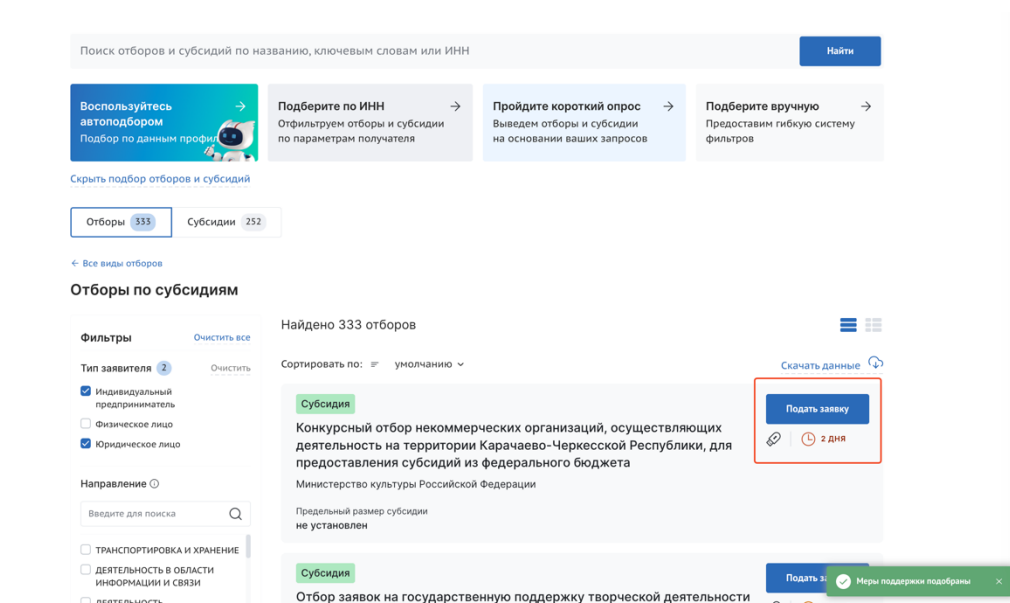 Поиск отборов и субсидий по названию, ключевым словам или ИНН
Найти
Воспользуйтесь
автоподбором
Подбор по данным профи
Подберите по ИНН
Отфильтруем отборы и субсидии
по параметрам получателя
Пройдите короткий опрос
Выведем отборы и субсидии
на основании ваших запросов
Подберите вручную
Предоставим гибкую систему
фильтров
Скрыть подбор отборов и субсидий
Отборы 333
Субсидии 252
← Все виды отборов
Отборы по субсидиям
Фильтры
Очистить все
Тип заявителя 2
Очистить
Индивидуальный
предприниматель
Физическое лицо
Юридическое лицо
Направление
Введите для поиска
ТРАНСПОРТИРОВКА И ХРАНЕНИЕ
ДЕЯТЕЛЬНОСТЬ В ОБЛАСТИ
ИНФОРМАЦИИ И СВЯЗИ
ДЕЯТЕЛЬНОСТЬ
Найдено 333 отборов
Сортировать по: умолчанию
Скачать данные
Субсидия
Конкурсный отбор некоммерческих организаций, осуществляющих
деятельность на территории Карачаево-Черкесской Республики, для
предоставления субсидий из федерального бюджета
Министерство культуры Российской Федерации
Предельный размер субсидии
не установлен
Подать заявку
2 ДНЯ
Субсидия
Отбор заявок на государственную поддержку творческой деятельности
Подать за
Меры поддержки подобраны